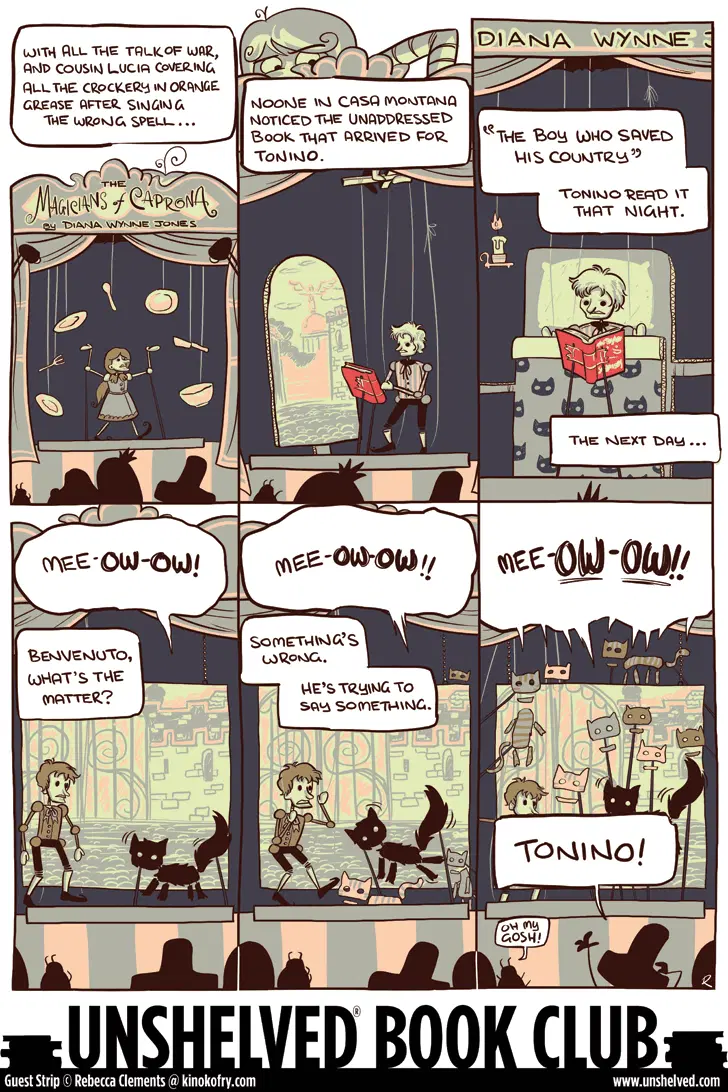 WITH ALL THE TALK OF WAR,
AND COUSIN LUCIA COVERING
ALL THE CROCKERY IN ORANGE
GREASE AFTER SINGING
THE WRONG SPELL...
THE
MAGICIANS of CAPRONA
BY DIANA WYNNE JONES
NOONE IN CASA MONTANA
NOTICED THE UNADDRESSED
BOOK THAT ARRIVED FOR
TONINO.
DIANA WYNNE J
"THE BOY WHO SAVED
HIS COUNTRY"
TONINO READ IT
THAT NIGHT.
THE NEXT DAY...
MEE-OW-OW!
BENVENUTO,
WHAT'S THE
MATTER?
MEE-OW-OW!!
SOMETHING'S
WRONG.
HE'S TRYING TO
SAY SOMETHING.
MEE-OW-OW!!
TONINO!
OH MY
GOSH!
R
UNSHELVED® BOOK CLUB
Guest Strip © Rebecca Clements @ kinokofry.com
www.unshelved.com